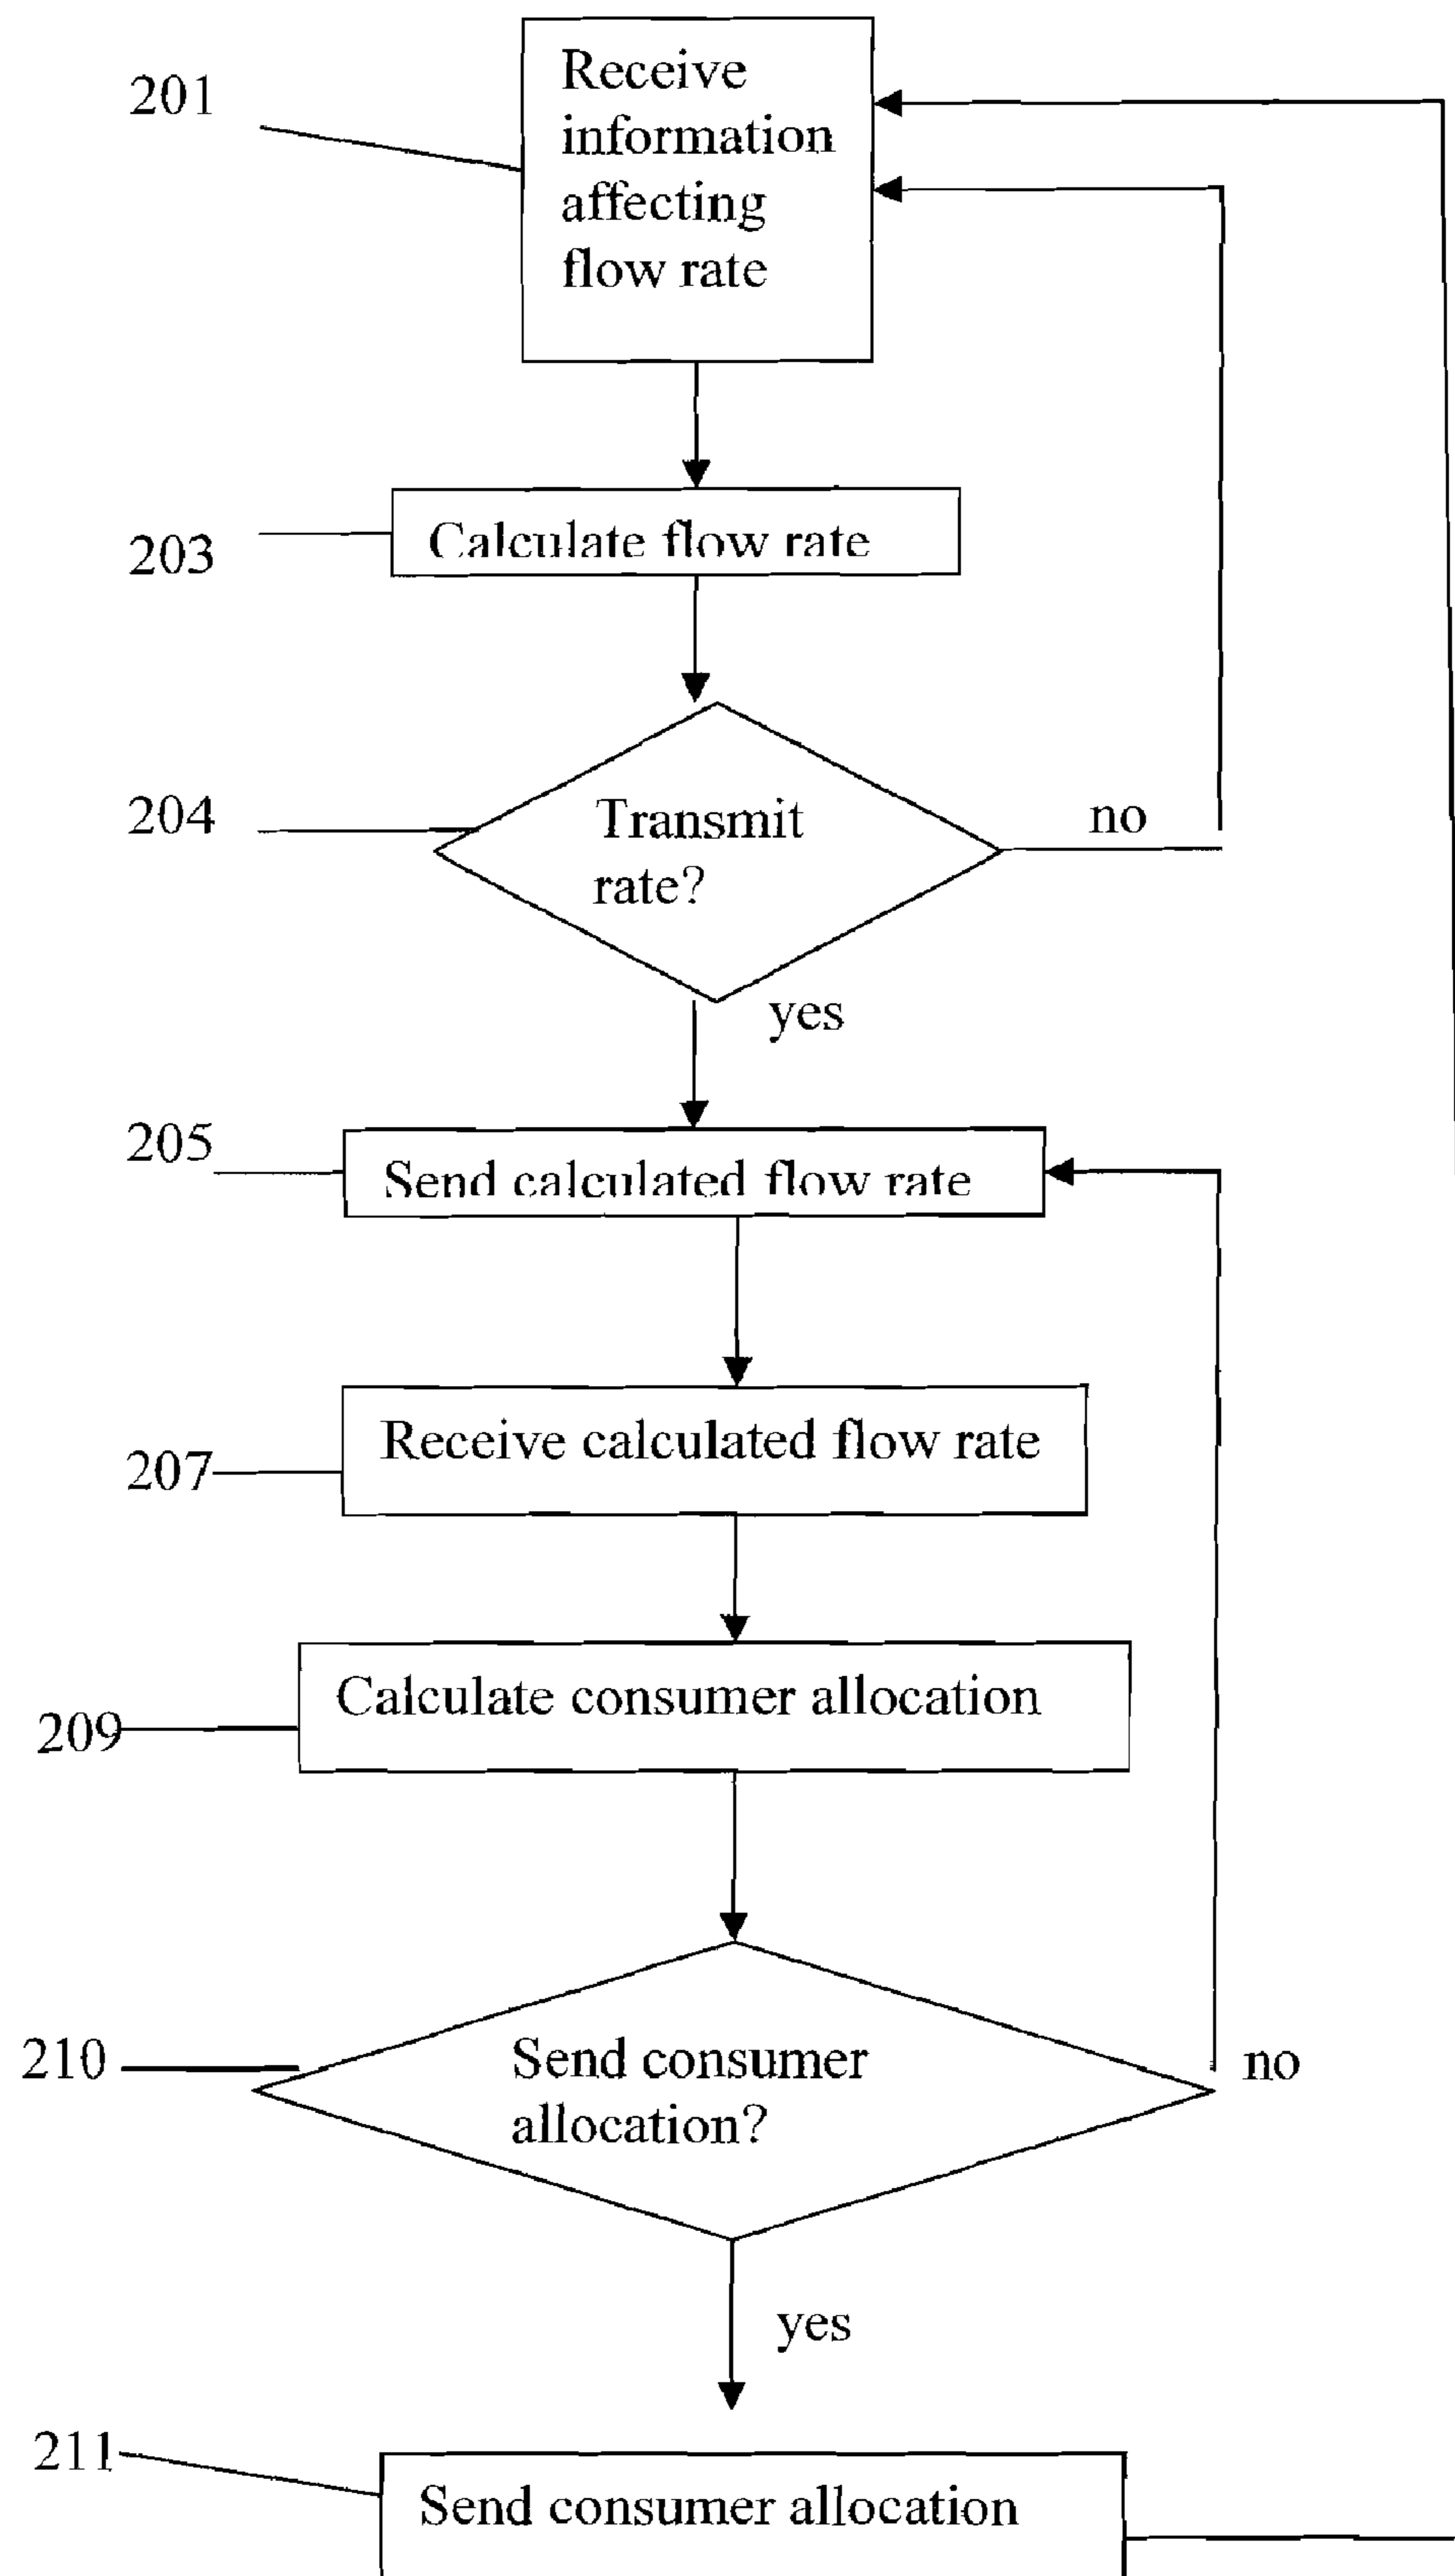 201
Receive
information
affecting
flow rate
203
Calculate flow rate
204
Transmit
rate?
no
yes
205
Send calculated flow rate
207
Receive calculated flow rate
209
Calculate consumer allocation
210
Send consumer
allocation?
no
yes
211
Send consumer allocation